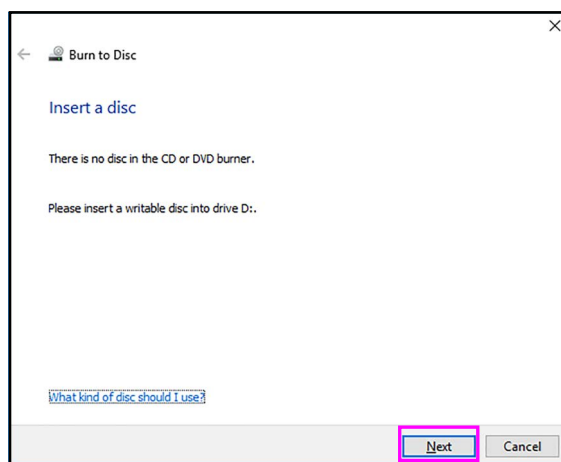 Burn to Disc
Insert a disc
There is no disc in the CD or DVD burner.
Please insert a writable disc into drive D:.
What kind of disc should I use?
Next Cancel